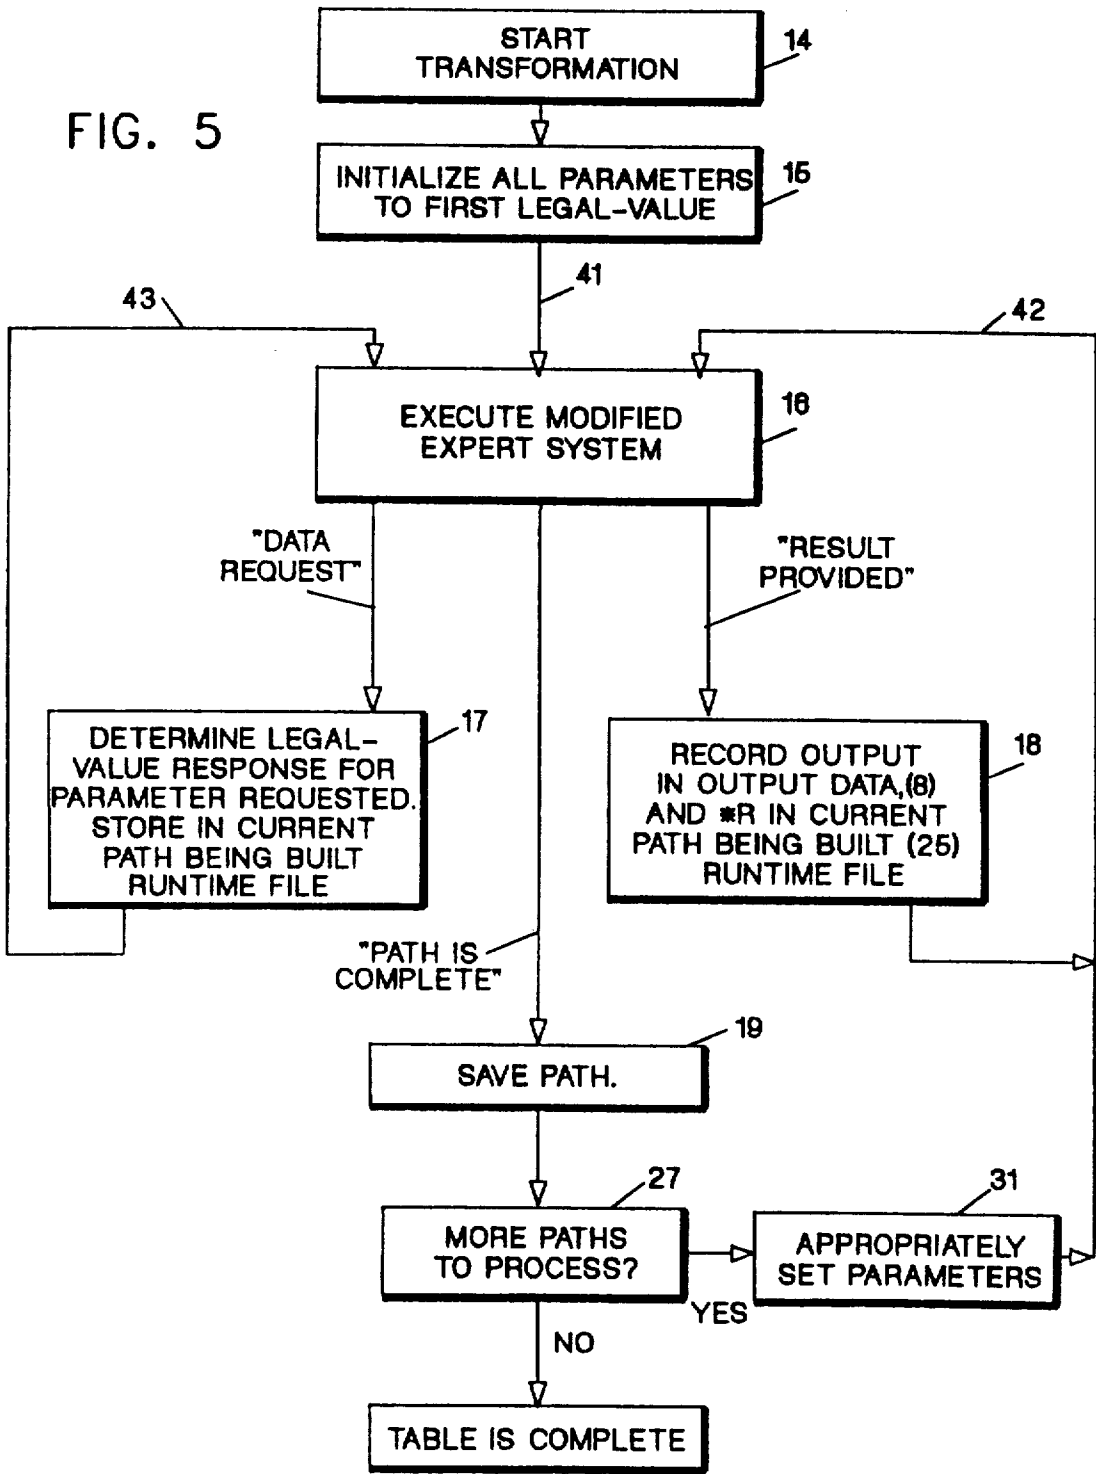 START
TRANSFORMATION
14
FIG. 5
INITIALIZE ALL PARAMETERS
TO FIRST LEGAL-VALUE
15
41
43
42
EXECUTE MODIFIED
EXPERT SYSTEM
16
"DATA
REQUEST"
"RESULT
PROVIDED"
DETERMINE LEGAL-
VALUE RESPONSE FOR
PARAMETER REQUESTED.
STORE IN CURRENT
PATH BEING BUILT
RUNTIME FILE
17
RECORD OUTPUT
IN OUTPUT DATA,(8)
AND *R IN CURRENT
PATH BEING BUILT (25)
RUNTIME FILE
18
"PATH IS
COMPLETE"
SAVE PATH.
19
MORE PATHS
TO PROCESS?
27
YES
APPROPRIATELY
SET PARAMETERS
31
NO
TABLE IS COMPLETE